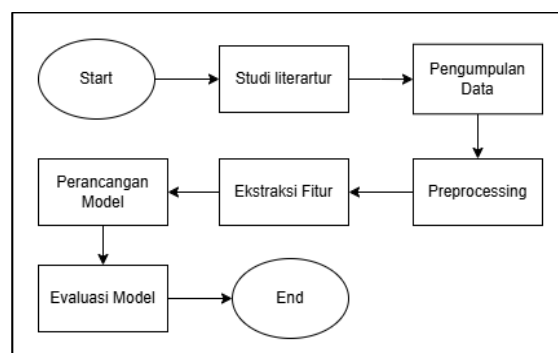 Start
Studi literartur
Pengumpulan
Data
Preprocessing
Ekstraksi Fitur
Perancangan
Model
Evaluasi Model
End